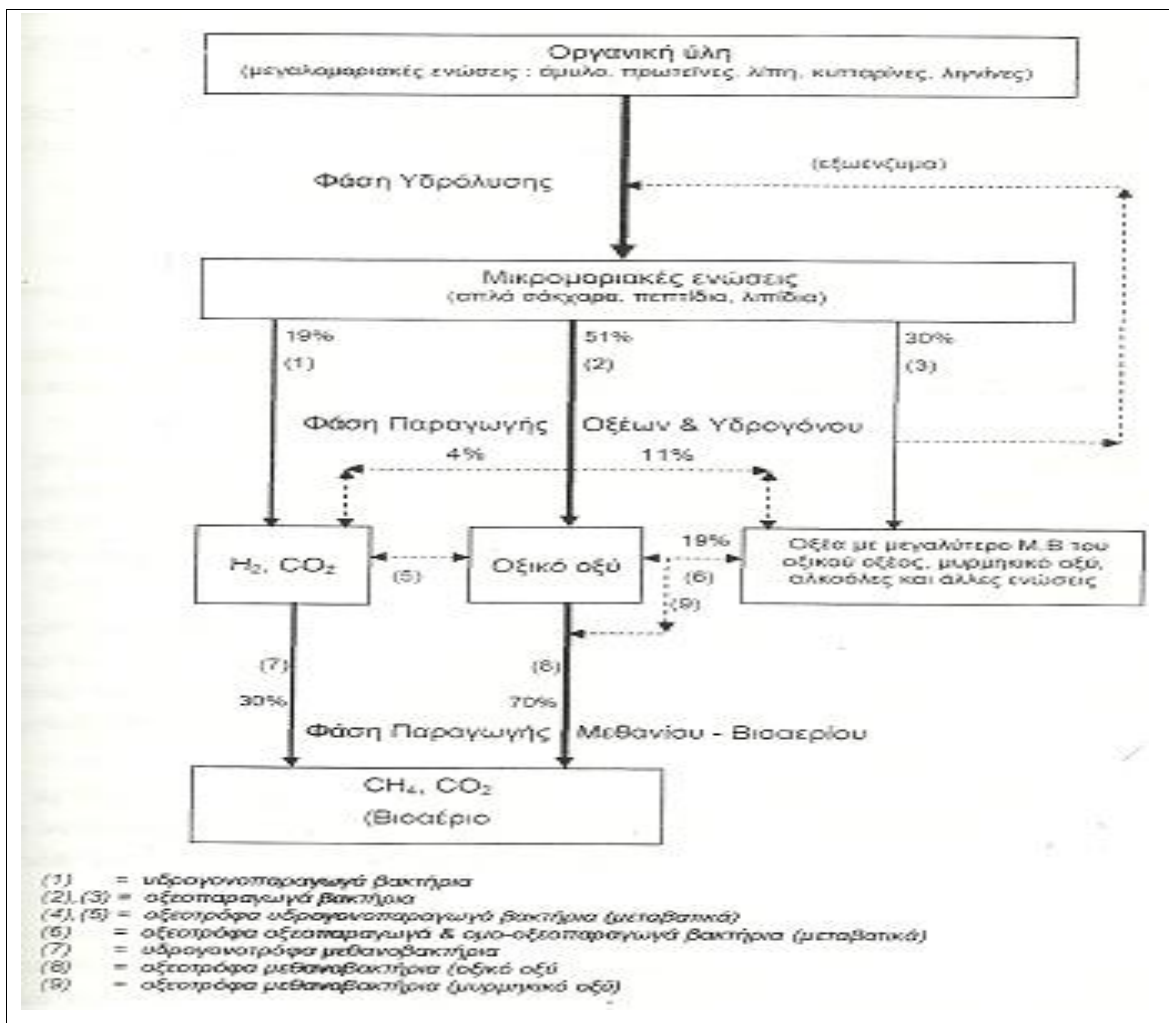 Οργανική ύλη
(μεγαλομοριακές ενώσεις : άμυλο, πρωτεΐνες, λίπη, κυτταρίνες, λιγνίνες)
(εξωένζυμα)
Φάση Υδρόλυσης
Μικρομοριακές ενώσεις
(απλά σάκχαρα, πεπτίδια, λιπίδια)
19% 51% 30%
(1) (2) (3)
Φάση Παραγωγής Οξέων & Υδρογόνου
4% 11%
H₂, CO₂
(5)
Οξικό οξύ
19%
(6)
(9)
Οξέα με μεγαλύτερο Μ.Β του
οξικού οξέος, μυρμηκικό οξύ,
αλκοόλες και άλλες ενώσεις
(7) (8)
30% 70%
Φάση Παραγωγής Μεθανίου - Βιοαερίου
CH₄, CO₂
(Βιοαέριο
(1) = υδρογονοπαραγωγά βακτήρια
(2),(3) = οξεοπαραγωγά βακτήρια
(4),(5) = οξεοτρόφα υδρογονοπαραγωγά βακτήρια (μεταβατικά)
(6) = οξεοτρόφα οξεοπαραγωγά & ομο-οξεοπαραγωγά βακτήρια (μεταβατικά)
(7) = υδρογονοτρόφα μεθανοβακτήρια
(8) = οξεοτρόφα μεθανοβακτήρια (οξικό οξύ
(9) = οξεοτρόφα μεθανοβακτήρια (μυρμηκικό οξύ)